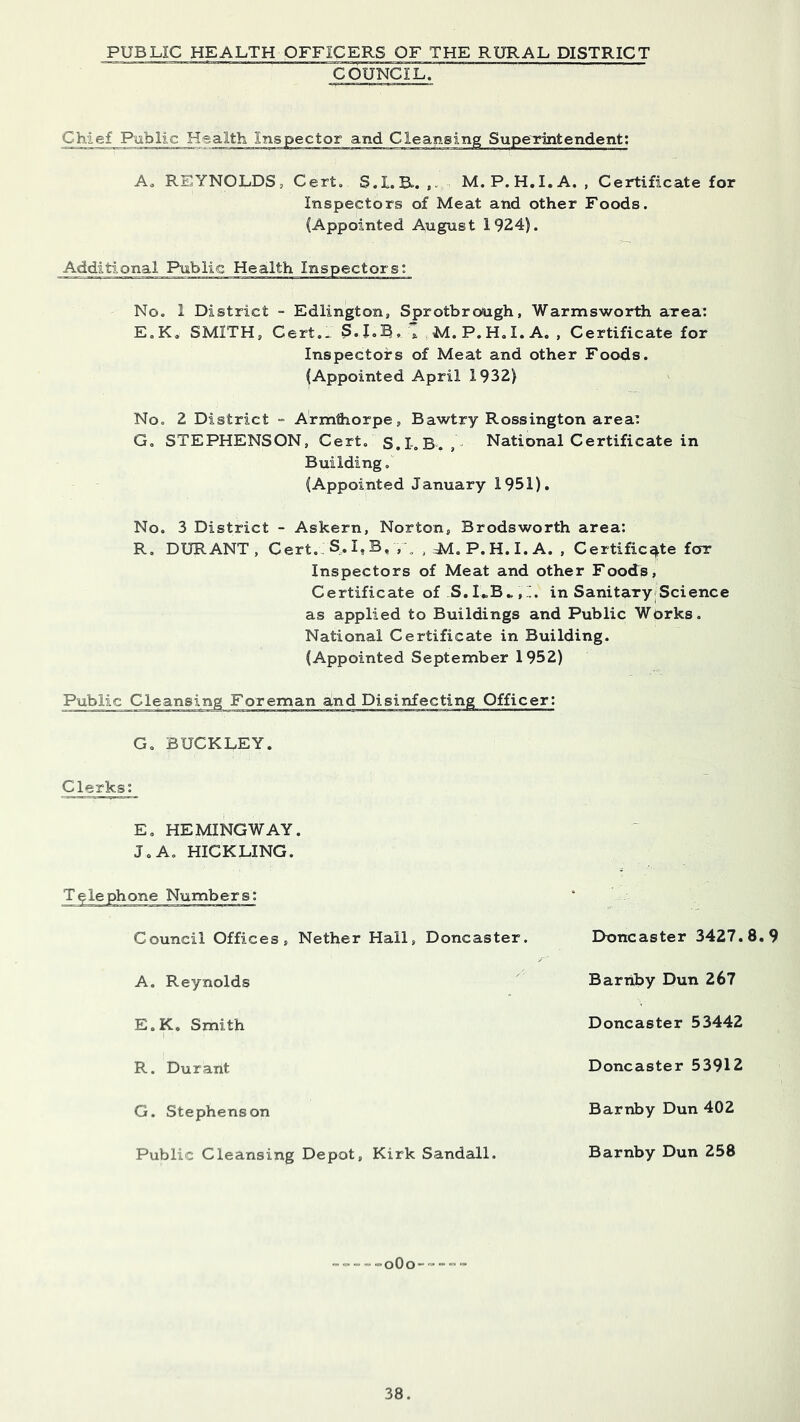 PUBLIC HEALTH OFFICERS OF THE RURAL DISTRICT
COUNCIL.
Chief Public Health Inspector and Cleansing Superintendent:
A. REYNOLDS, Cert. S.I.B., M.P.H.I.A., Certificate for
Inspectors of Meat and other Foods.
(Appointed August 1924).
Additional Public Health Inspectors:
No. 1 District - Edlington, Sprotbrough, Warmsworth area:
E.K. SMITH, Cert. S.I.B., M.P.H.I.A., Certificate for
Inspectors of Meat and other Foods.
(Appointed April 1932)
No. 2 District - Armthorpe, Bawtry Rossington area:
G. STEPHENSON, Cert. S.I.B., National Certificate in
Building.
(Appointed January 1951).
No. 3 District - Askern, Norton, Brodsworth area:
R. DURANT, Cert. S.I.B., M.P.H.I.A., Certificate for
Inspectors of Meat and other Foods,
Certificate of S.I.B., in Sanitary Science
as applied to Buildings and Public Works.
National Certificate in Building.
(Appointed September 1952)
Public Cleansing Foreman and Disinfecting Officer:
G. BUCKLEY.
Clerks:
E. HEMINGWAY.
J.A. HICKLING.
Telephone Numbers:
Council Offices, Nether Hall, Doncaster. Doncaster 3427.8.9
A. Reynolds Barnby Dun 267
E.K. Smith Doncaster 53442
R. Durant Doncaster 53912
G. Stephenson Barnby Dun 402
Public Cleansing Depot, Kirk Sandall. Barnby Dun 258
-----oOo-----
38.